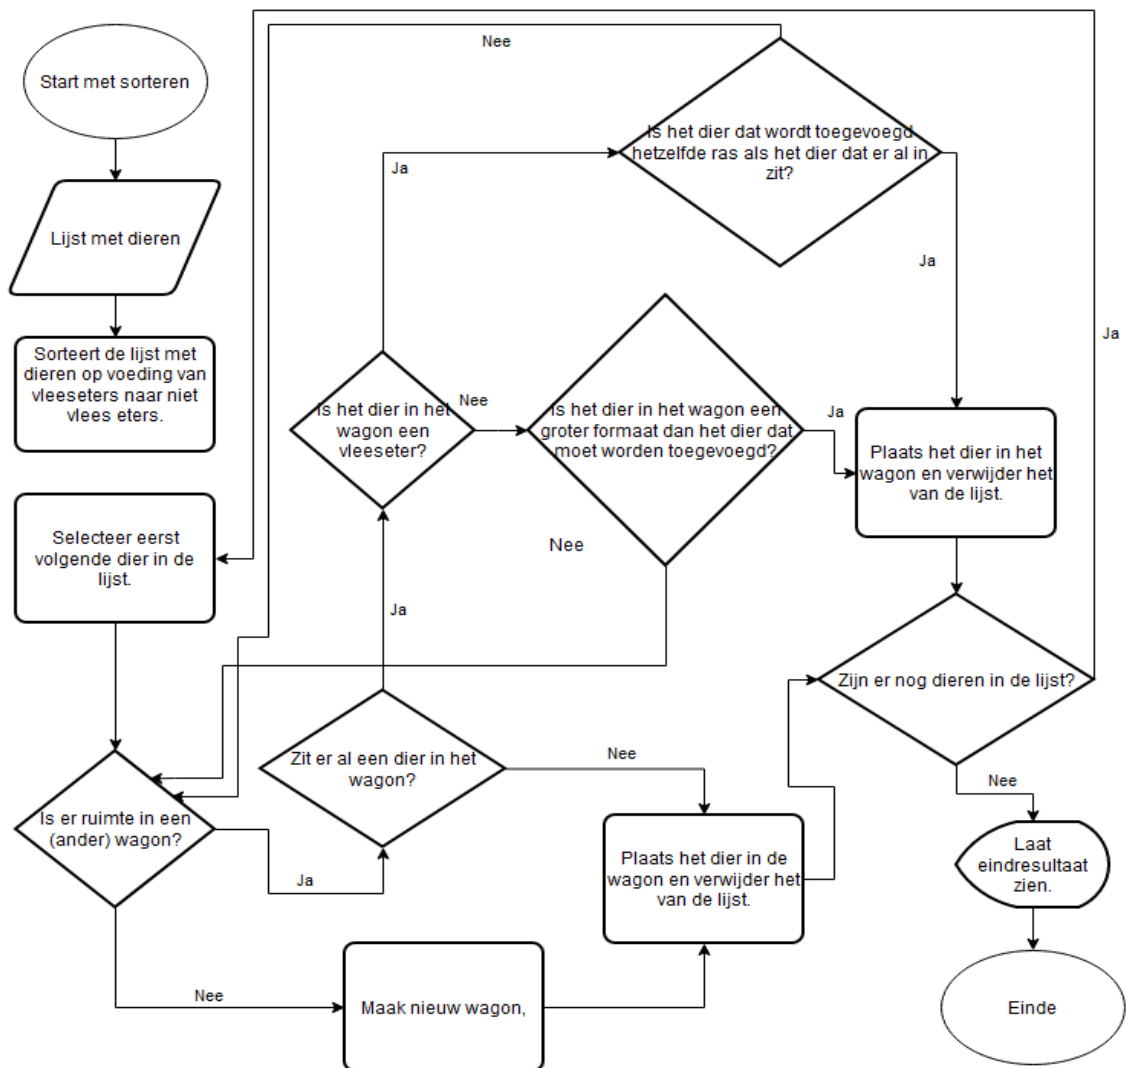 Start met sorteren
Lijst met dieren
Sorteert de lijst met
dieren op voeding van
vleeseters naar niet
vlees eters.
Selecteer eerst
volgende dier in de
lijst.
Is er ruimte in een
(ander) wagon?
Ja
Nee
Maak nieuw wagon,
Zit er al een dier in het
wagon?
Ja
Nee
Plaats het dier in de
wagon en verwijder het
van de lijst.
Is het dier in het
wagon een
vleeseter?
Ja
Nee
Is het dier in het wagon een
groter formaat dan het dier dat
moet worden toegevoegd?
Ja
Nee
Is het dier dat wordt toegevoegd
hetzelfde ras als het dier dat er al in
zit?
Nee
Ja
Plaats het dier in het
wagon en verwijder het
van de lijst.
Zijn er nog dieren in de lijst?
Ja
Nee
Laat
eindresultaat
zien.
Einde